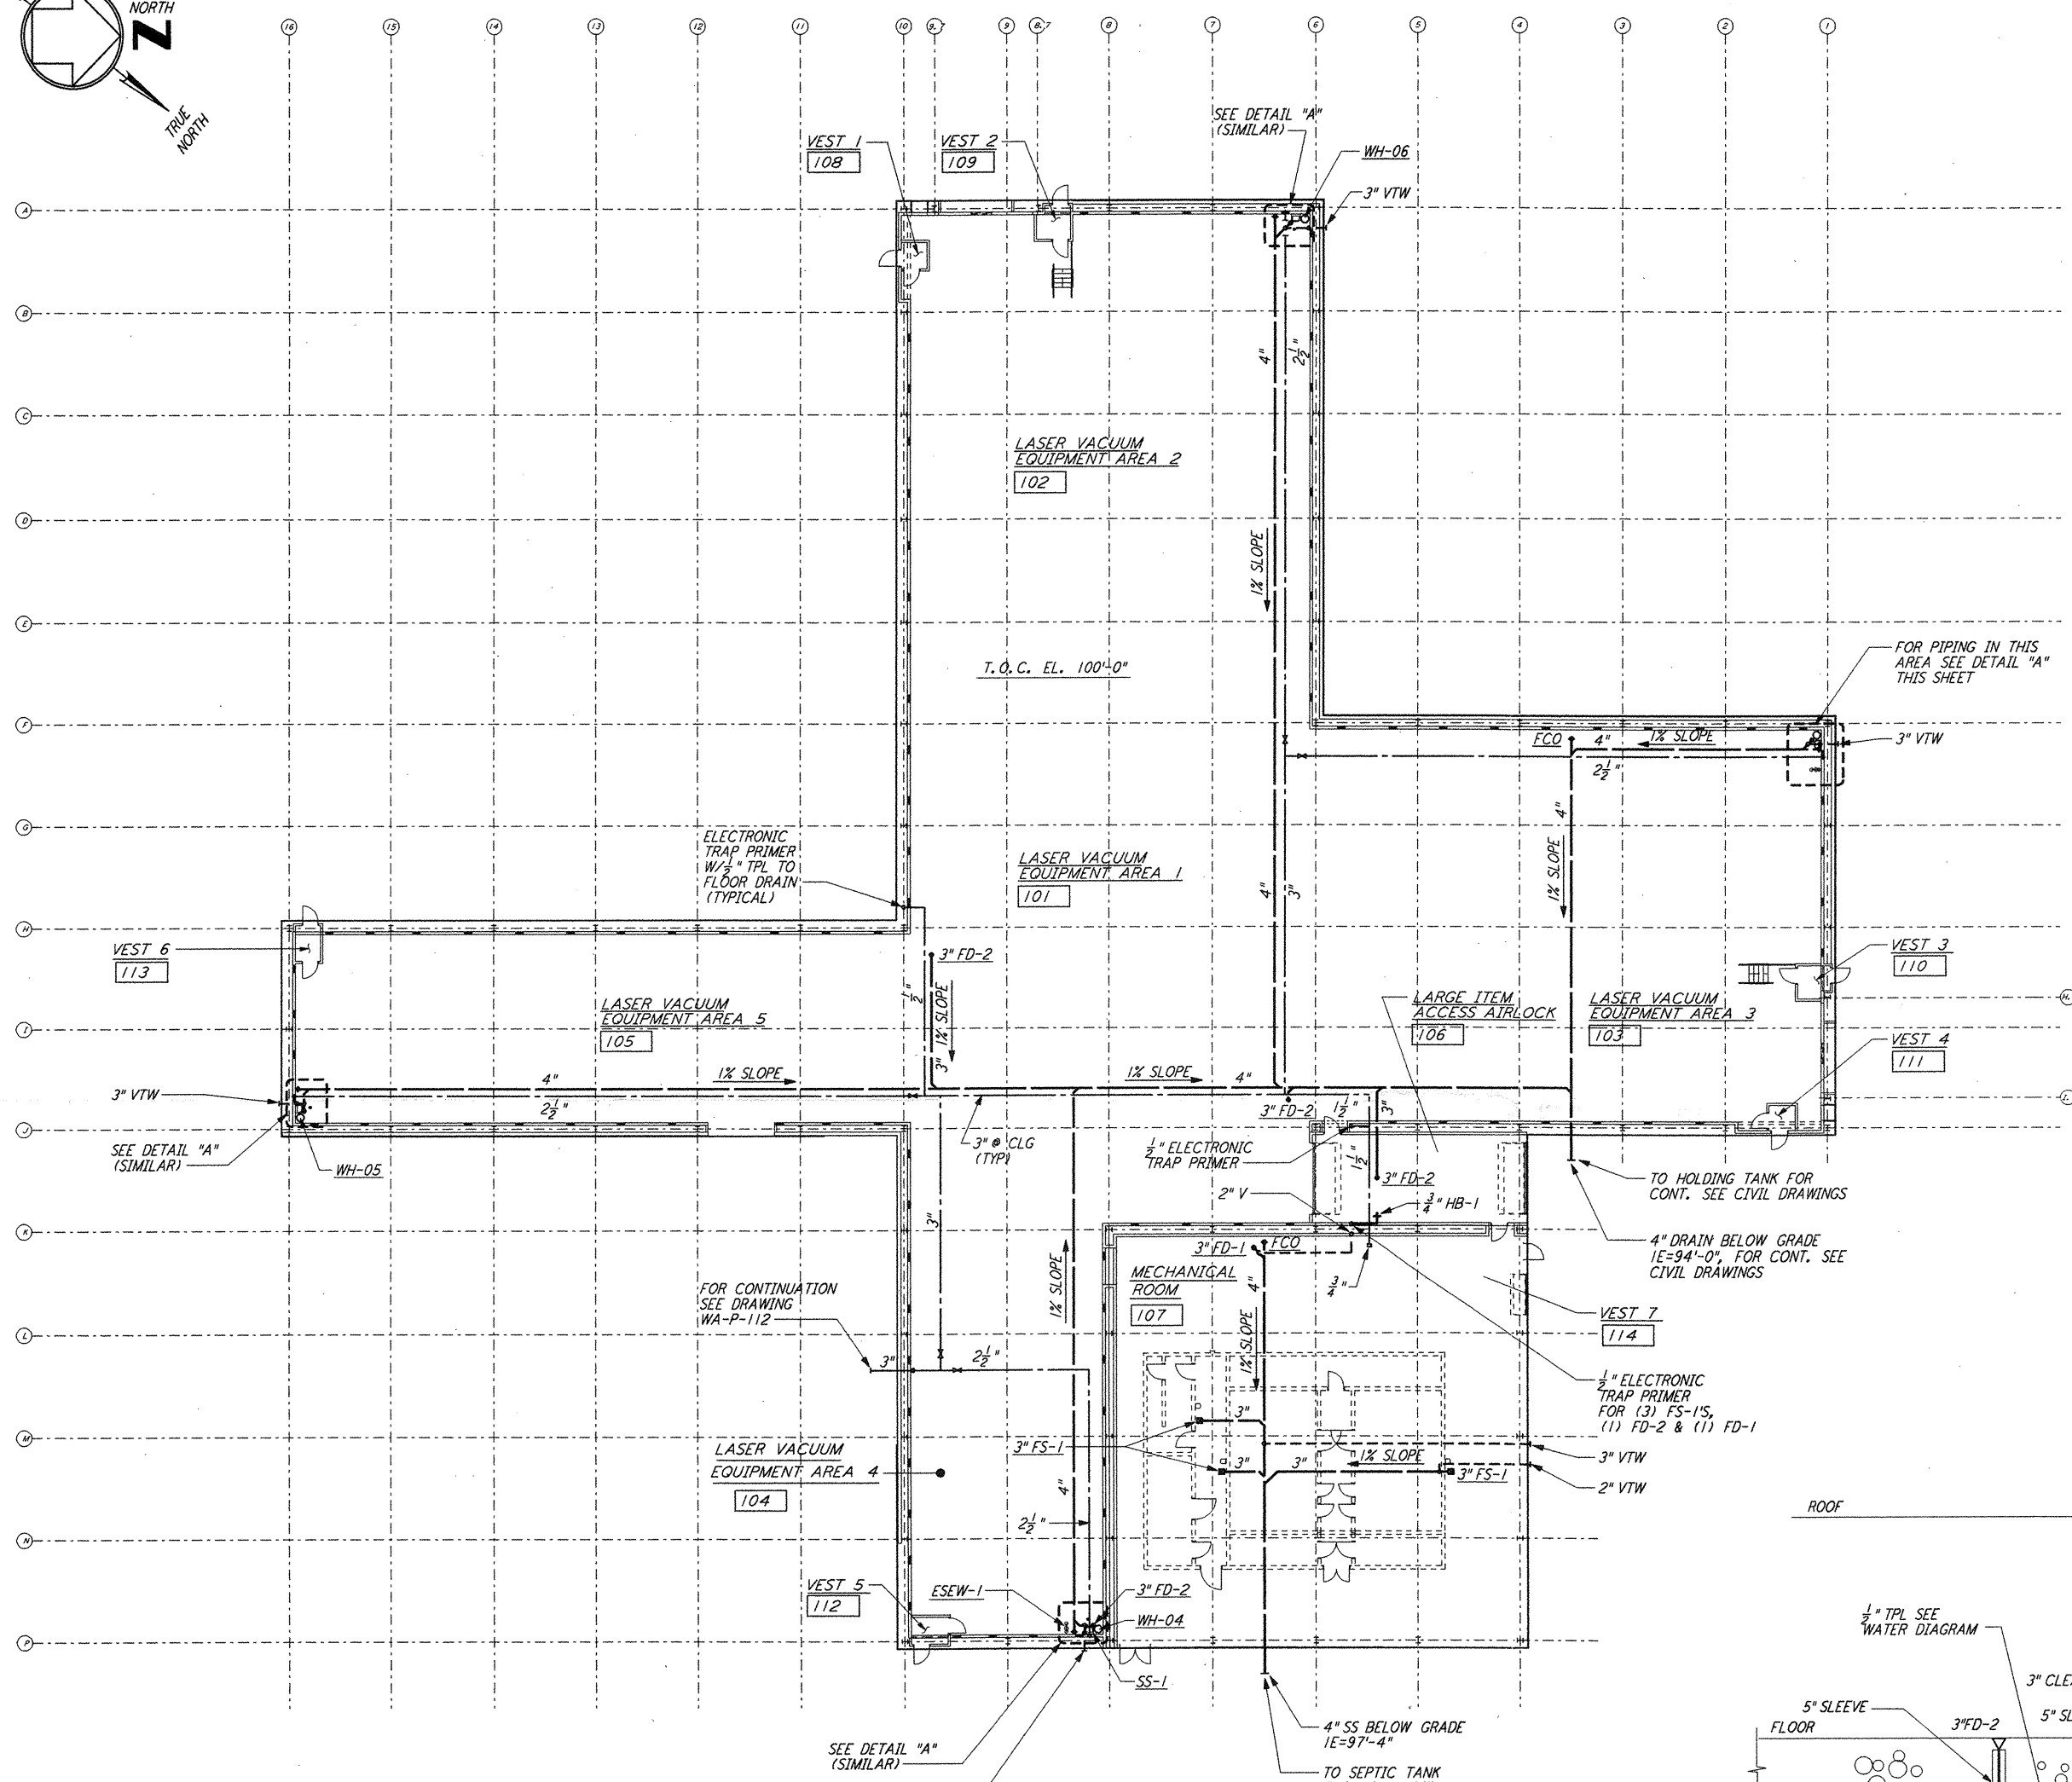 NORTH
Z
TRUE
NORTH
16
15
14
13
12
11
10
9.7
9
8.7
8
7
6
5
4
3
2
1
SEE DETAIL "A"
(SIMILAR)
WH-06
3" VTW
VEST 1
108
VEST 2
109
A
B
C
D
E
F
G
H
I
J
K
L
M
N
P
4"
2½"
LASER VACUUM
EQUIPMENT AREA 2
102
1% SLOPE
T.O.C. EL. 100'-0"
FOR PIPING IN THIS
AREA SEE DETAIL "A"
THIS SHEET
FCO
4"
1% SLOPE
3" VTW
2½"
4"
1% SLOPE
ELECTRONIC
TRAP PRIMER
W/½" TPL TO
FLOOR DRAIN
(TYPICAL)
LASER VACUUM
EQUIPMENT AREA 1
101
4"
3"
VEST 6
113
3" FD-2
½"
3" 1% SLOPE
VEST 3
110
LASER VACUUM
EQUIPMENT AREA 5
105
LARGE ITEM
ACCESS AIRLOCK
106
LASER VACUUM
EQUIPMENT AREA 3
103
VEST 4
111
3" VTW
4"
1% SLOPE
2½"
1% SLOPE
4"
3" FD-2
1½"
3"
SEE DETAIL "A"
(SIMILAR)
WH-05
3" @ CLG
(TYP)
½" ELECTRONIC
TRAP PRIMER
1½"
3" FD-2
2" V
¾" HB-1
TO HOLDING TANK FOR
CONT. SEE CIVIL DRAWINGS
4" DRAIN BELOW GRADE
IE=94'-0", FOR CONT. SEE
CIVIL DRAWINGS
3"
1% SLOPE
3" FD-1
FCO
4"
¾"
MECHANICAL
ROOM
107
1% SLOPE
VEST 7
114
FOR CONTINUATION
SEE DRAWING
WA-P-112
3"
2½"
½" ELECTRONIC
TRAP PRIMER
FOR (3) FS-1'S,
(1) FD-2 & (1) FD-1
LASER VACUUM
EQUIPMENT AREA 4
104
3" FS-1
3"
3"
3"
1% SLOPE
3" FS-1
3" VTW
2" VTW
4"
2½"
ROOF
VEST 5
112
ESEW-1
3" FD-2
WH-04
SS-1
SEE DETAIL "A"
(SIMILAR)
4" SS BELOW GRADE
IE=97'-4"
TO SEPTIC TANK
½" TPL SEE
WATER DIAGRAM
5" SLEEVE
FLOOR
3"FD-2